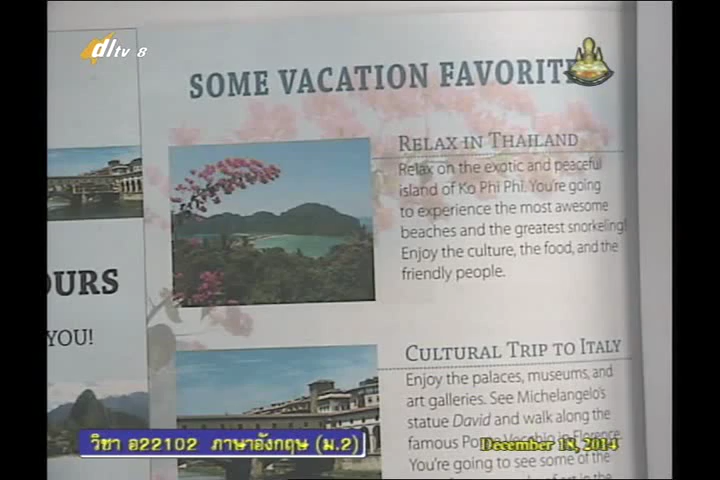 dltv 8
SOME VACATION FAVORITE
RELAX IN THAILAND
Relax on the exotic and peaceful
island of Ko Phi Phi. You're going
to experience the most awesome
beaches and the greatest snorkeling!
Enjoy the culture, the food, and the
friendly people.
OURS
YOU!
CULTURAL TRIP TO ITALY
Enjoy the palaces, museums, and
art galleries. See Michelangelo's
statue David and walk along the
famous Florence.
You're going to see some of the
วิชา อ22102 ภาษาอังกฤษ (ม.2)
December 18, 2014